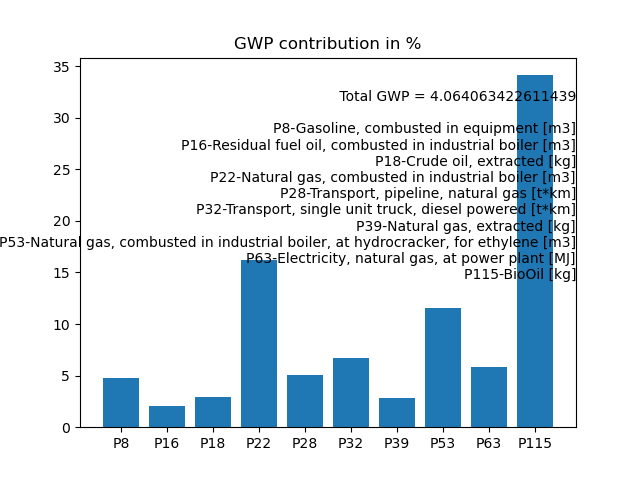 GWP contribution in %
35
30
25
20
15
10
5
0
Total GWP = 4.064063422611439
P8-Gasoline, combusted in equipment [m3]
P16-Residual fuel oil, combusted in industrial boiler [m3]
P18-Crude oil, extracted [kg]
P22-Natural gas, combusted in industrial boiler [m3]
P28-Transport, pipeline, natural gas [t*km]
P32-Transport, single unit truck, diesel powered [t*km]
P39-Natural gas, extracted [kg]
P53-Natural gas, combusted in industrial boiler, at hydrocracker, for ethylene [m3]
P63-Electricity, natural gas, at power plant [MJ]
P115-BioOil [kg]
P8 P16 P18 P22 P28 P32 P39 P53 P63 P115